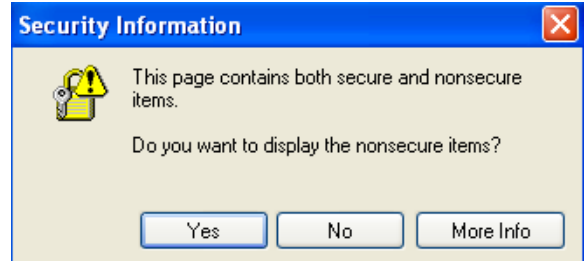 Security Information
This page contains both secure and nonsecure
items.
Do you want to display the nonsecure items?
Yes
No
More Info